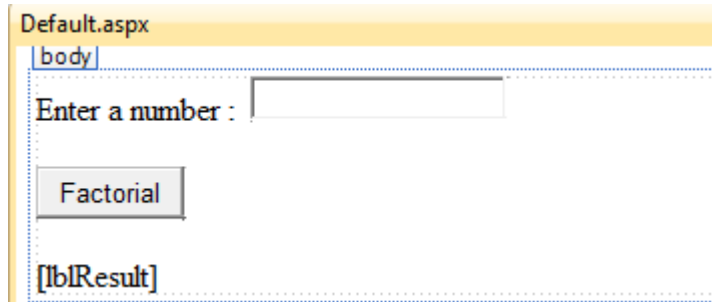 Default.aspx
body
Enter a number :
Factorial
[lblResult]